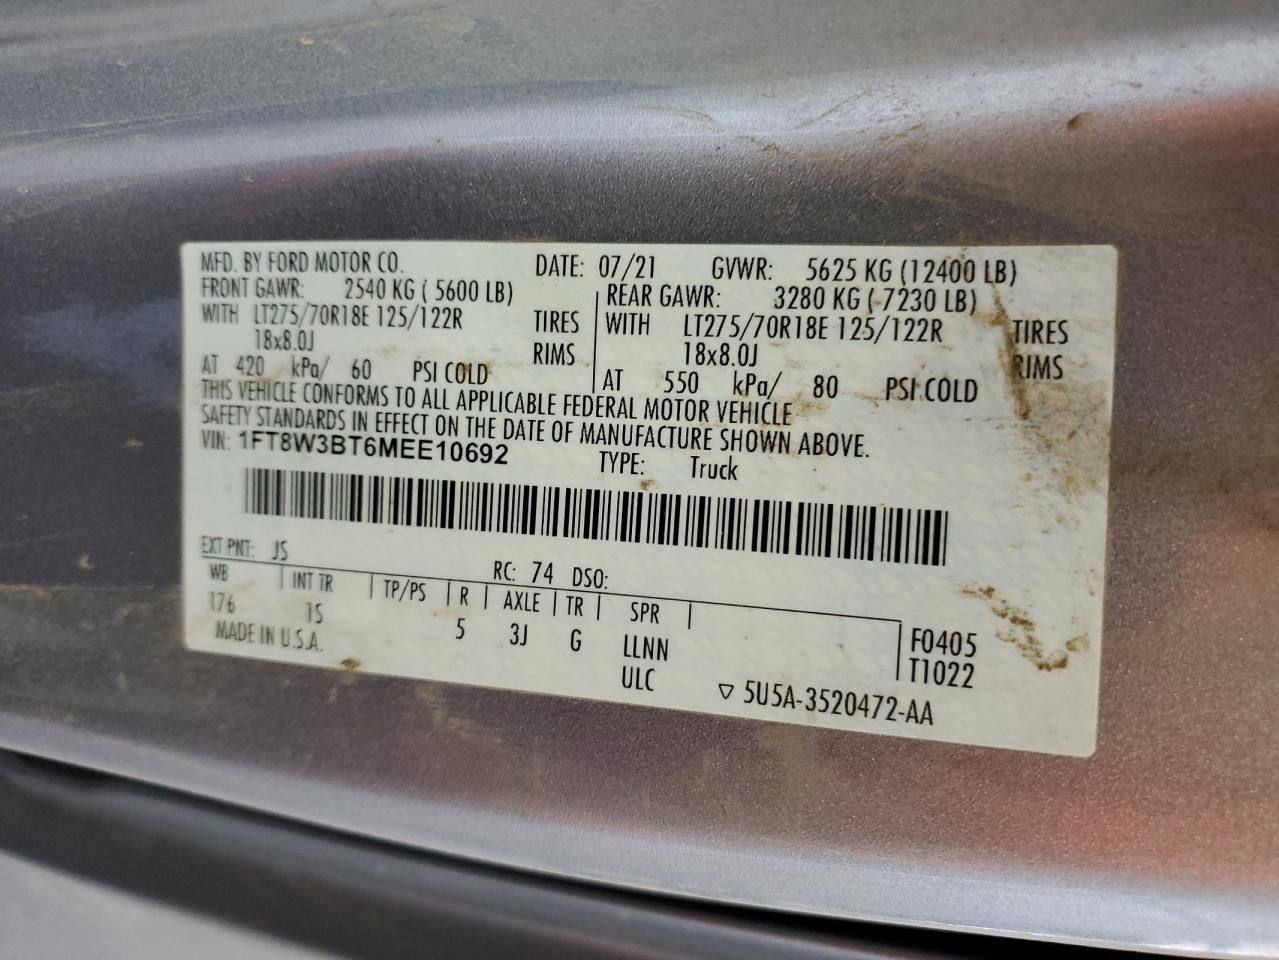 MFD. BY FORD MOTOR CO. DATE: 07/21 GVWR: 5625 KG (12400 LB)
FRONT GAWR: 2540 KG ( 5600 LB) REAR GAWR: 3280 KG ( 7230 LB)
WITH LT275/70R18E 125/122R TIRES WITH LT275/70R18E 125/122R TIRES
18x8.0J RIMS 18x8.0J RIMS
AT 420 kPa/ 60 PSI COLD AT 550 kPa/ 80 PSI COLD
THIS VEHICLE CONFORMS TO ALL APPLICABLE FEDERAL MOTOR VEHICLE
SAFETY STANDARDS IN EFFECT ON THE DATE OF MANUFACTURE SHOWN ABOVE.
VIN: 1FT8W3BT6MEE10692 TYPE: Truck
EXT PNT: JS RC: 74 DSO:
WB INT TR TP/PS R AXLE TR SPR
176 1S 5 3J G LLNN F0405
MADE IN U.S.A. ULC T1022
▽ 5U5A-3520472-AA